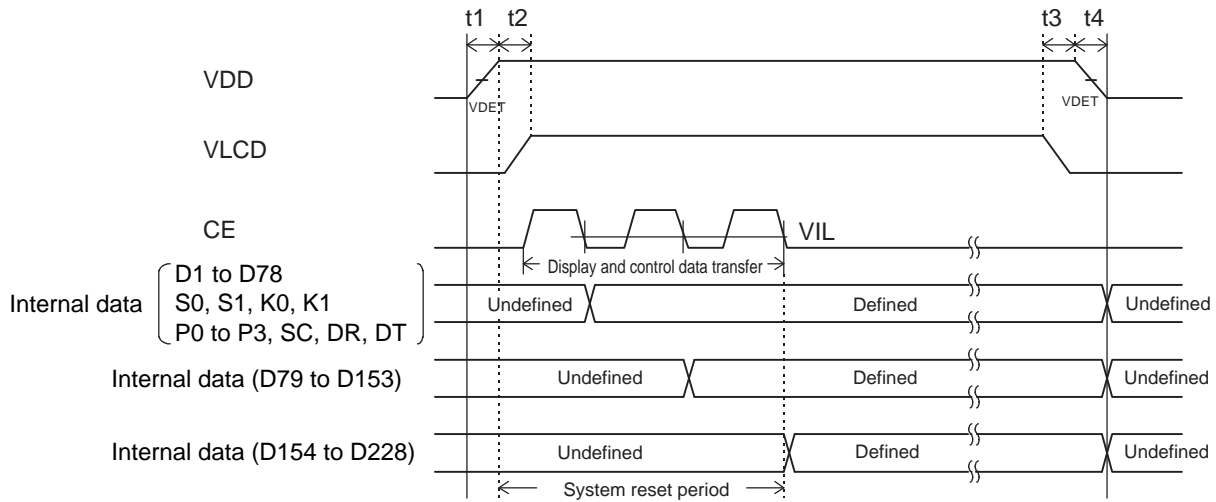 t1 t2 t3 t4
VDD
VDET VDET
VLCD
CE VIL
Display and control data transfer
Internal data
D1 to D78
S0, S1, K0, K1
P0 to P3, SC, DR, DT
Undefined Defined Undefined
Internal data (D79 to D153) Undefined Defined Undefined
Internal data (D154 to D228) Undefined Defined Undefined
System reset period